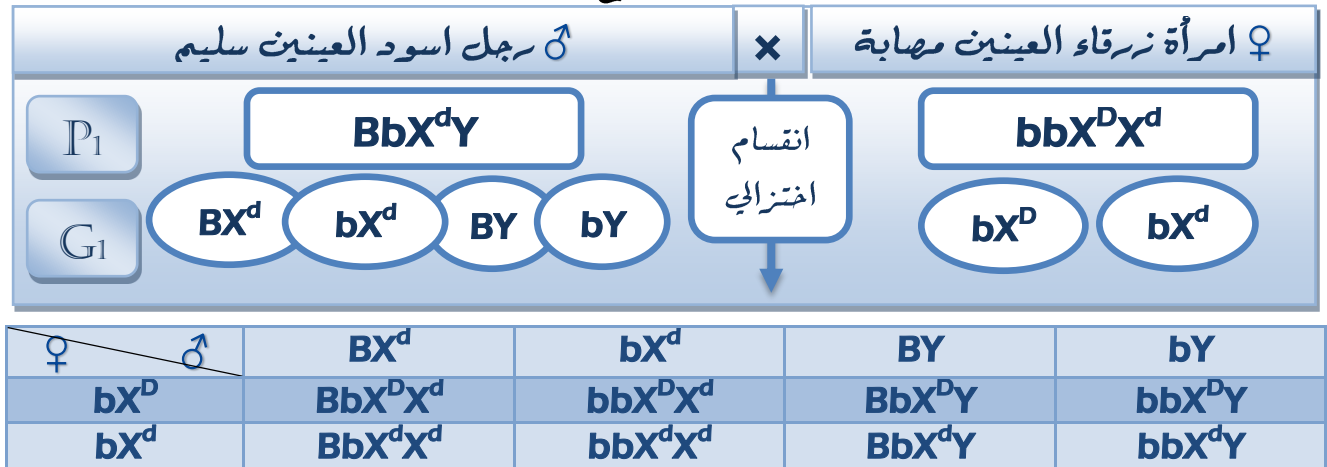 ♀ امرأة زرقاء العينين مصابة × ♂ رجل اسود العينين سليم
P1 BbXᵈY bbXᴰXᵈ
انقسام
اختزالي
G1 BXᵈ bXᵈ BY bY bXᴰ bXᵈ
♀ ♂ BXᵈ bXᵈ BY bY
bXᴰ BbXᴰXᵈ bbXᴰXᵈ BbXᴰY bbXᴰY
bXᵈ BbXᵈXᵈ bbXᵈXᵈ BbXᵈY bbXᵈY